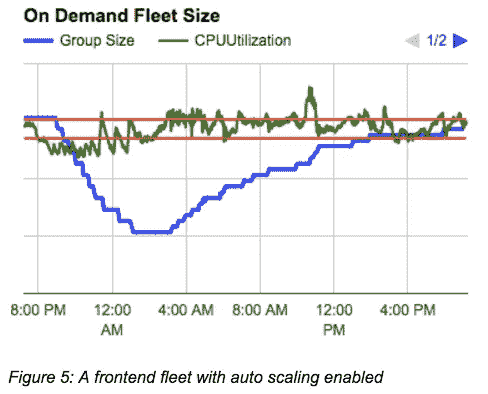 On Demand Fleet Size
Group Size CPUUtilization 1/2
8:00 PM 12:00 AM 4:00 AM 8:00 AM 12:00 PM 4:00 PM
Figure 5: A frontend fleet with auto scaling enabled